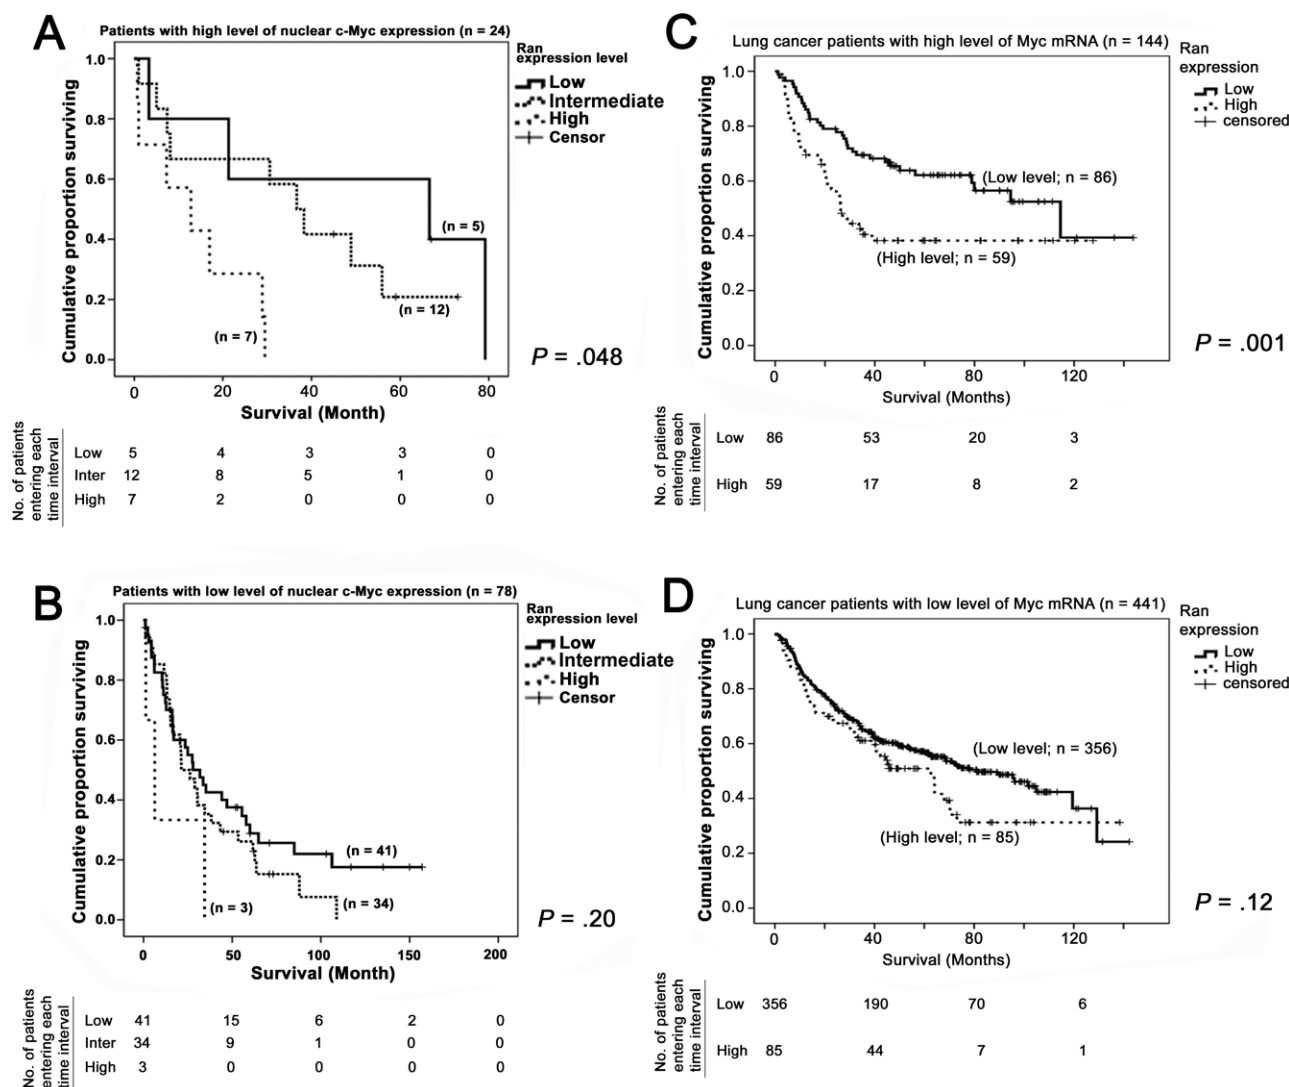 A
Patients with high level of nuclear c-Myc expression (n = 24)
Ran
expression level
Low
Intermediate
High
Censor
Cumulative proportion surviving
1.0
0.8
0.6
0.4
0.2
0.0
(n = 5)
(n = 12)
(n = 7)
P = .048
0 20 40 60 80
Survival (Month)
No. of patients
entering each
time interval
Low 5 4 3 3 0
Inter 12 8 5 1 0
High 7 2 0 0 0
B
Patients with low level of nuclear c-Myc expression (n = 78)
Ran
expression level
Low
Intermediate
High
Censor
Cumulative proportion surviving
1.0
0.8
0.6
0.4
0.2
0.0
(n = 41)
(n = 3)
(n = 34)
P = .20
0 50 100 150 200
Survival (Month)
No. of patients
entering each
time interval
Low 41 15 6 2 0
Inter 34 9 1 0 0
High 3 0 0 0 0
C
Lung cancer patients with high level of Myc mRNA (n = 144)
Ran
expression
Low
High
censored
Cumulative proportion surviving
1.0
0.8
0.6
0.4
0.2
0.0
(Low level; n = 86)
(High level; n = 59)
P = .001
0 40 80 120
Survival (Months)
No. of patients
entering each
time interval
Low 86 53 20 3
High 59 17 8 2
D
Lung cancer patients with low level of Myc mRNA (n = 441)
Ran
expression
Low
High
censored
Cumulative proportion surviving
1.0
0.8
0.6
0.4
0.2
0.0
(Low level; n = 356)
(High level; n = 85)
P = .12
0 40 80 120
Survival (Months)
No. of patients
entering each
time interval
Low 356 190 70 6
High 85 44 7 1